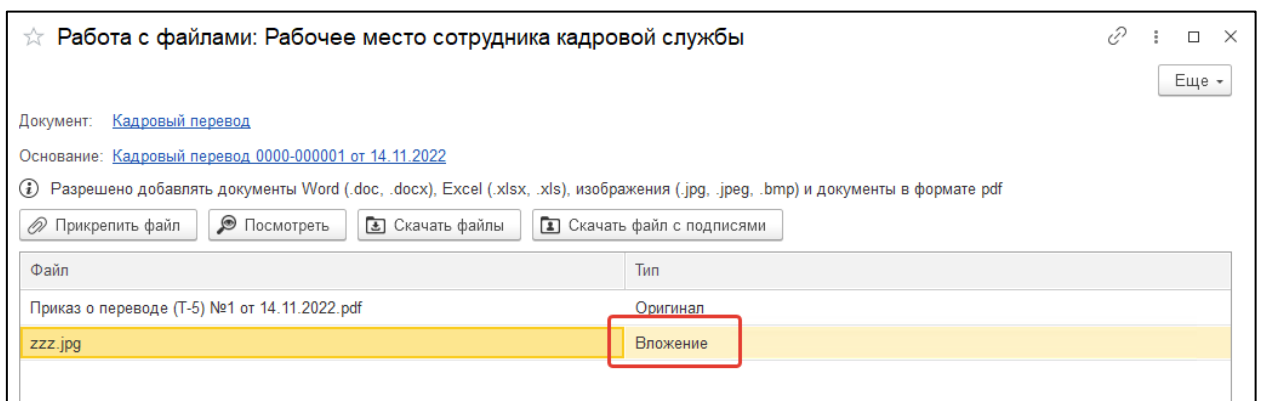 Работа с файлами: Рабочее место сотрудника кадровой службы
Еще
Документ: Кадровый перевод
Основание: Кадровый перевод 0000-000001 от 14.11.2022
Разрешено добавлять документы Word (.doc, .docx), Excel (.xlsx, .xls), изображения (.jpg, .jpeg, .bmp) и документы в формате pdf
Прикрепить файл Посмотреть Скачать файлы Скачать файл с подписями
Файл Тип
Приказ о переводе (Т-5) №1 от 14.11.2022.pdf Оригинал
zzz.jpg Вложение